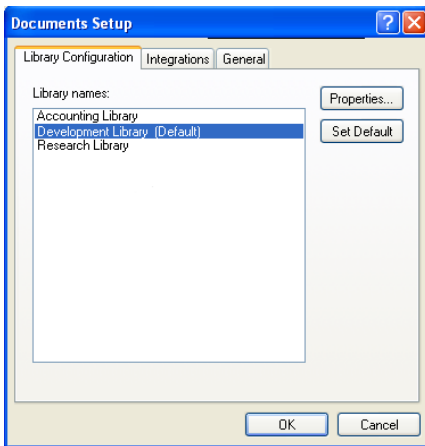 Documents Setup
Library Configuration Integrations General
Library names:
Properties...
Accounting Library
Development Library (Default)
Set Default
Research Library
OK Cancel